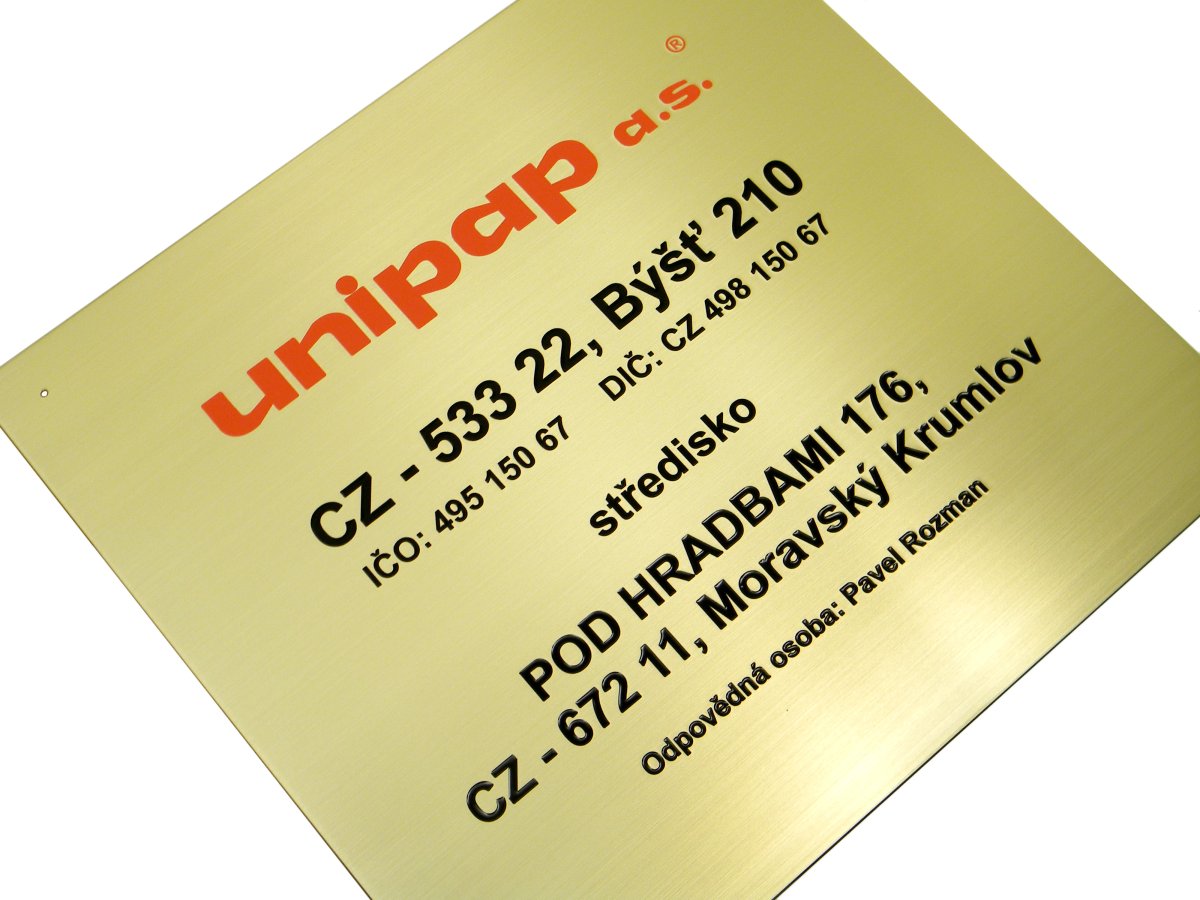 unipap a.s. ®
CZ - 533 22, Býšť 210
IČO: 495 150 67 DIČ: CZ 498 150 67
středisko
POD HRADBAMI 176,
CZ - 672 11, Moravský Krumlov
Odpovědná osoba: Pavel Rozman